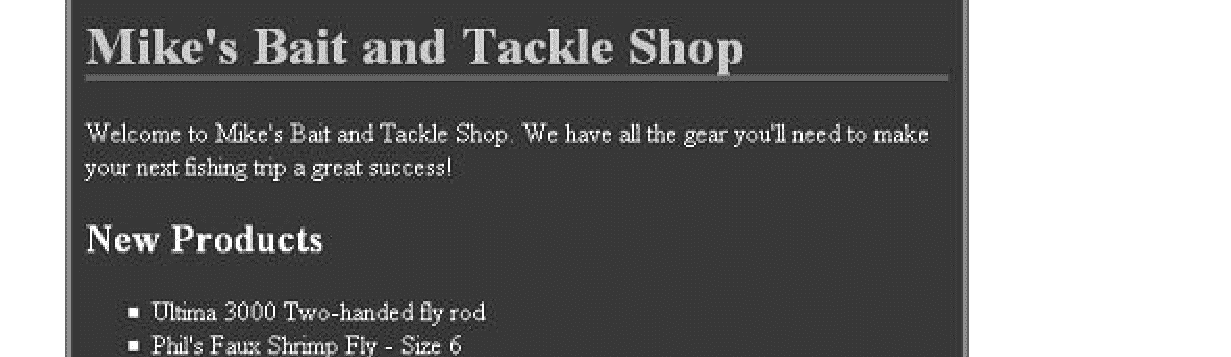 Mike's Bait and Tackle Shop
Welcome to Mike's Bait and Tackle Shop. We have all the gear you'll need to make
your next fishing trip a great success!
New Products
▪ Ultima 3000 Two-handed fly rod
▪ Phil's Faux Shrimp Fly - Size 6